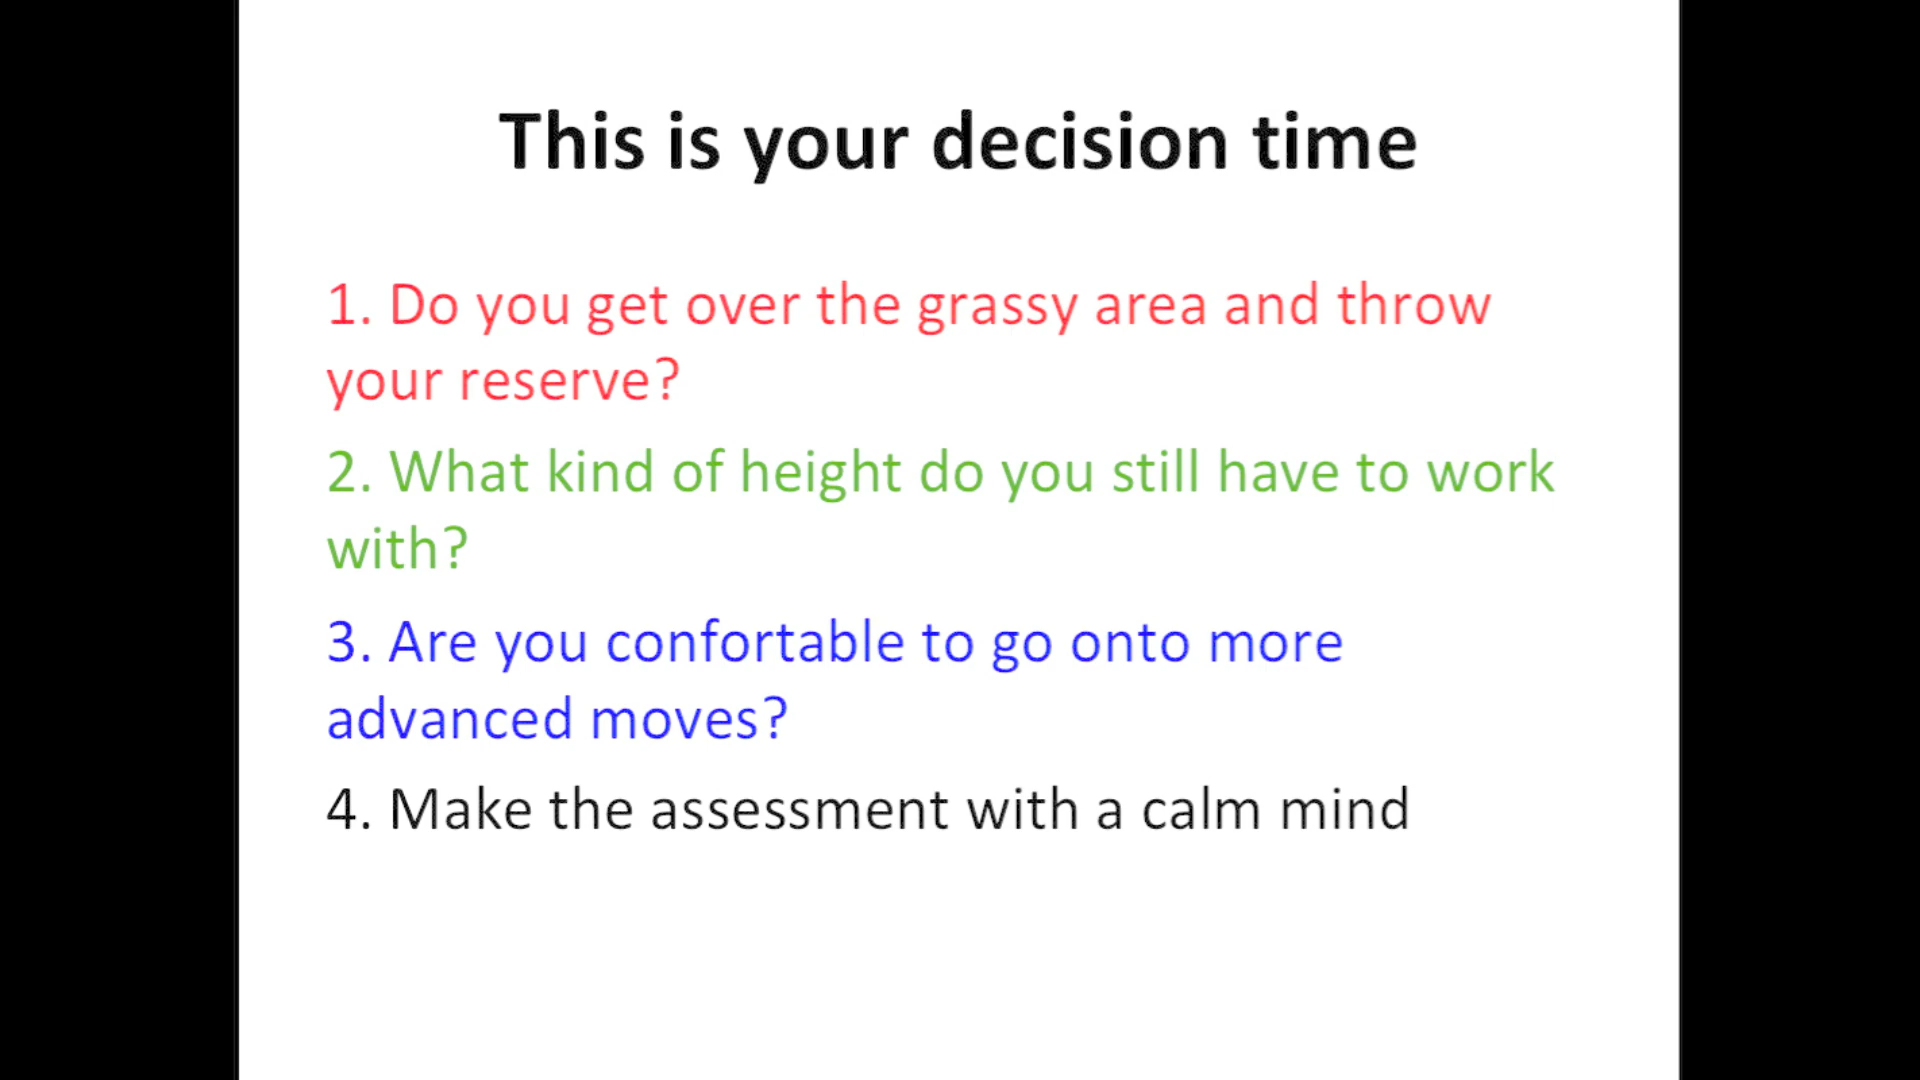 This is your decision time
1. Do you get over the grassy area and throw
your reserve?
2. What kind of height do you still have to work
with?
3. Are you confortable to go onto more
advanced moves?
4. Make the assessment with a calm mind